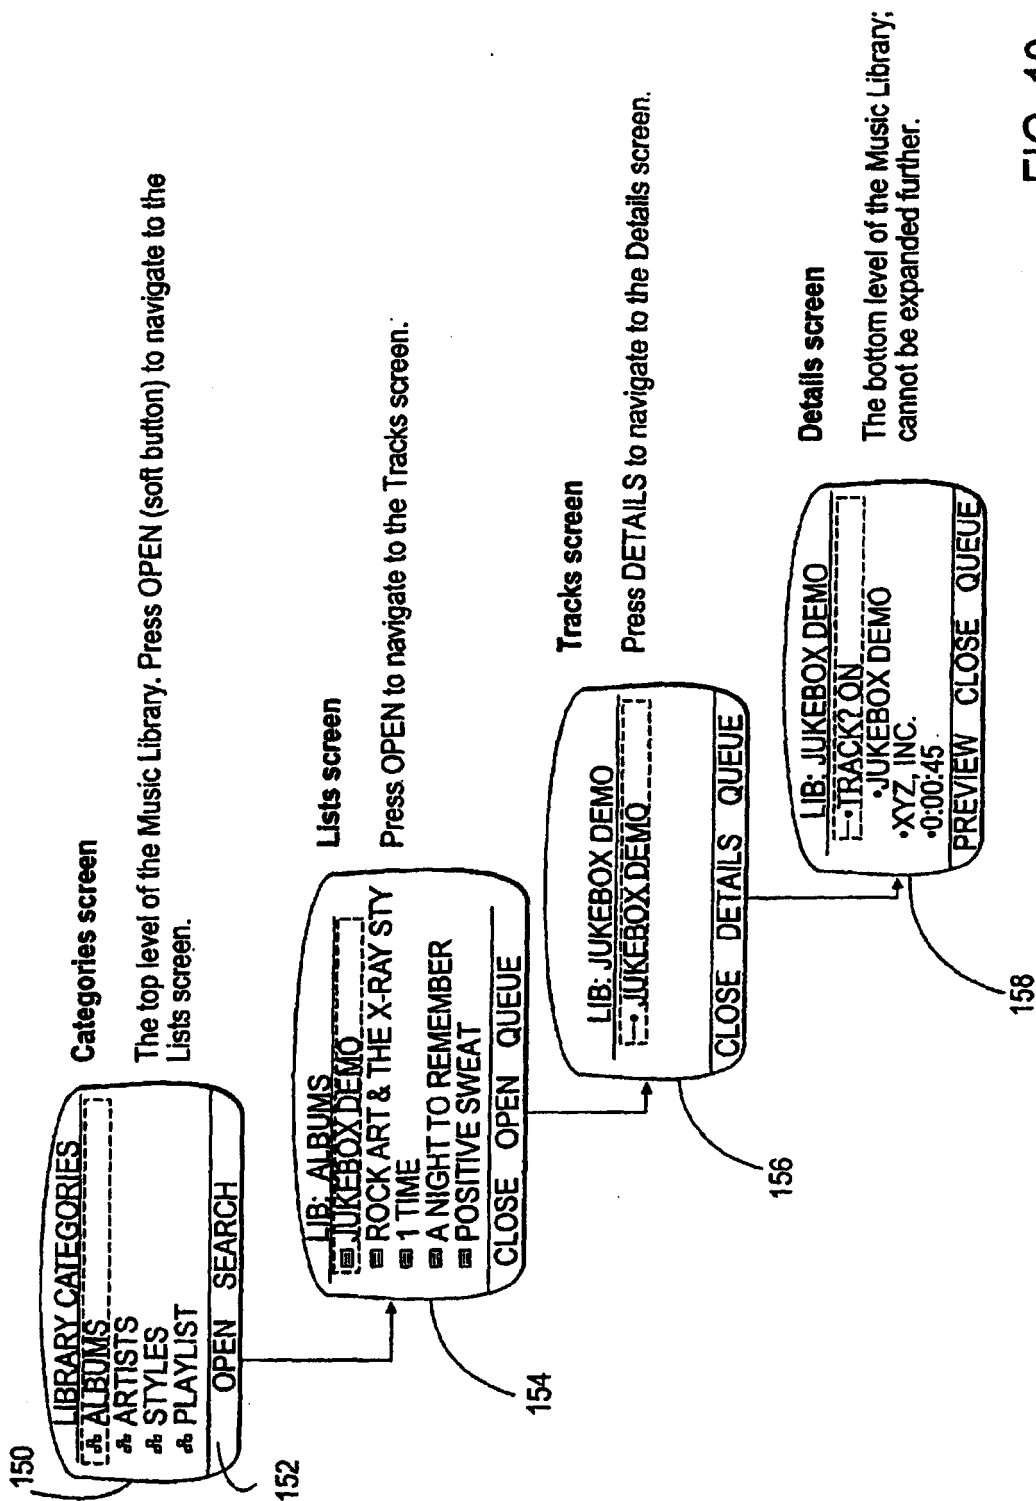 150
LIBRARY CATEGORIES
ALBUMS
ARTISTS
STYLES
PLAYLIST
OPEN SEARCH
152
Categories screen
The top level of the Music Library. Press OPEN (soft button) to navigate to the
Lists screen.
LIB: ALBUMS
JUKEBOX DEMO
ROCK ART & THE X-RAY STY
1 TIME
A NIGHT TO REMEMBER
POSITIVE SWEAT
CLOSE OPEN QUEUE
154
Lists screen
Press OPEN to navigate to the Tracks screen.
LIB: JUKEBOX DEMO
•JUKEBOX DEMO
CLOSE DETAILS QUEUE
156
Tracks screen
Press DETAILS to navigate to the Details screen.
LIB: JUKEBOX DEMO
•TRACK? ON
•JUKEBOX DEMO
•XYZ, INC.
•0:00:45
PREVIEW CLOSE QUEUE
158
Details screen
The bottom level of the Music Library;
cannot be expanded further.